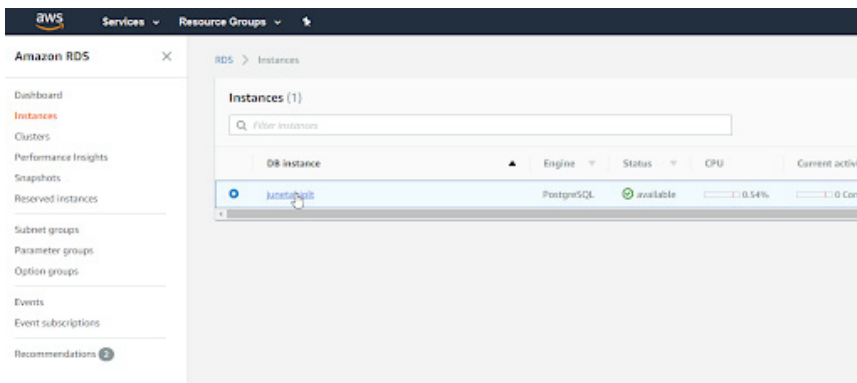 aws Services Resource Groups
Amazon RDS
RDS > Instances
Dashboard
Instances
Clusters
Performance Insights
Snapshots
Reserved instances
Subnet groups
Parameter groups
Option groups
Events
Event subscriptions
Recommendations 2
Instances (1)
Filter instances
DB instance Engine Status CPU Current activi
PostgreSQL available 0.54% 0 Con